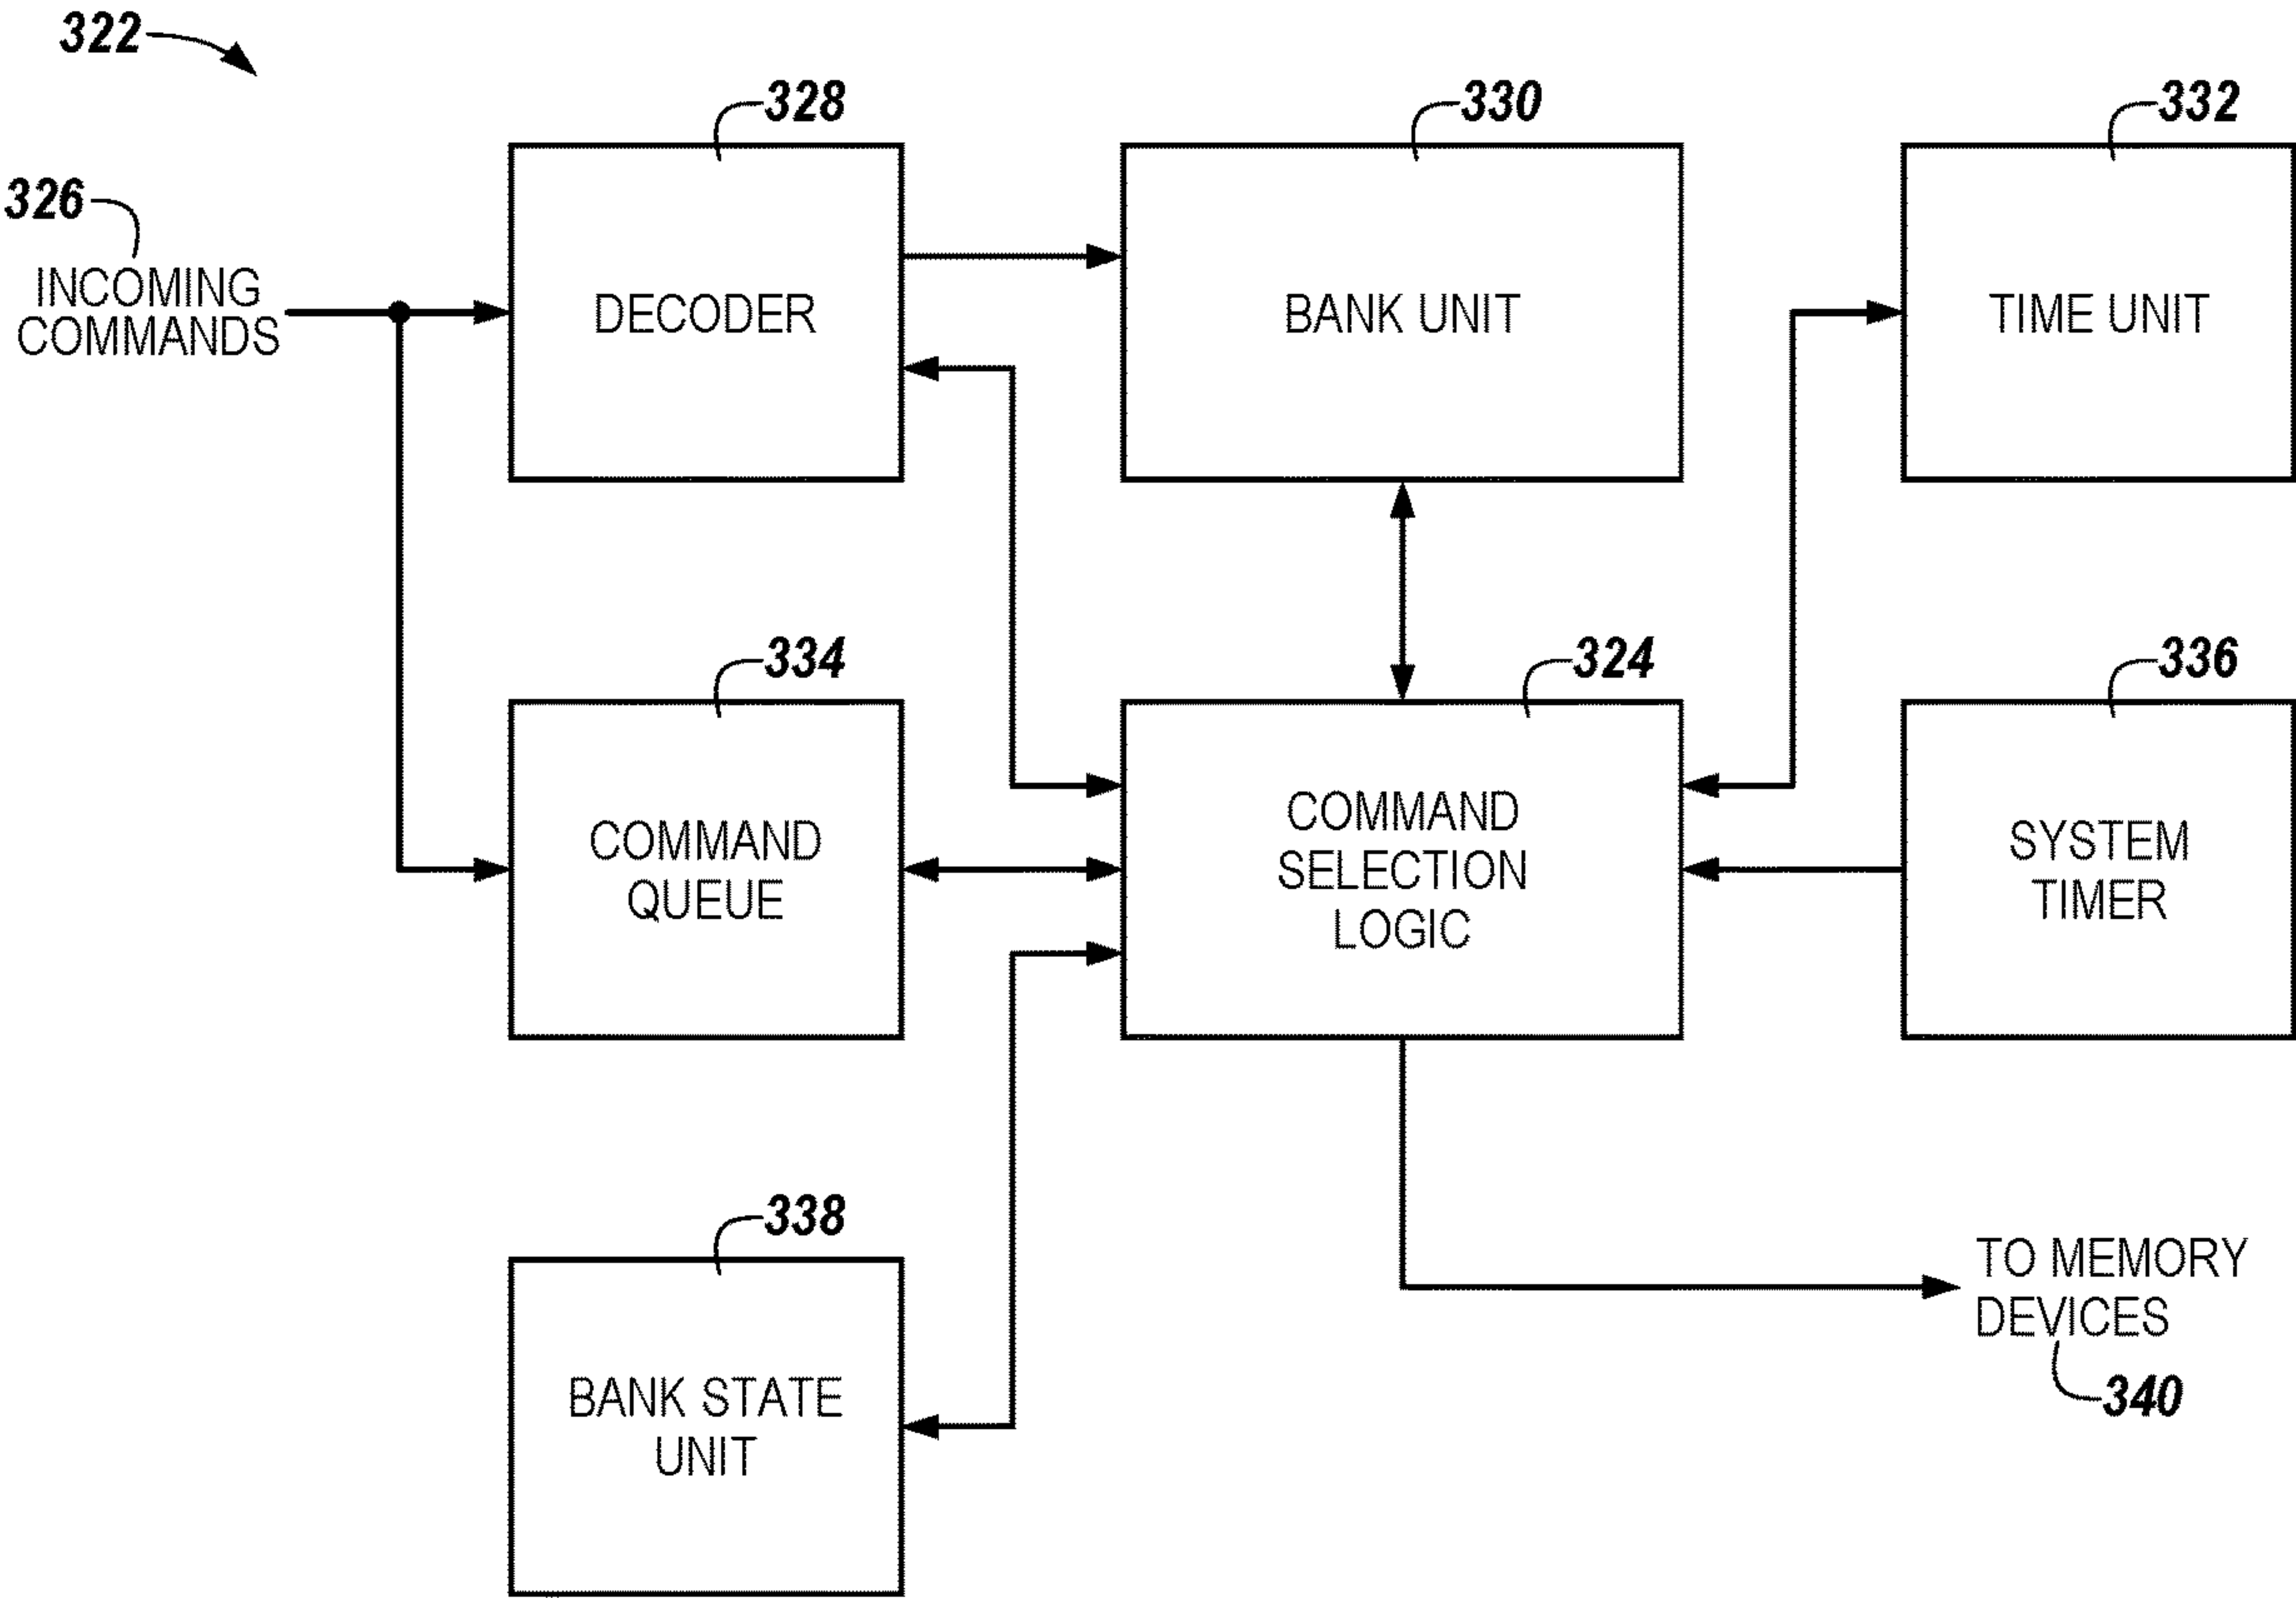 322
328
330
332
326
INCOMING
COMMANDS
DECODER
BANK UNIT
TIME UNIT
334
324
336
COMMAND
QUEUE
COMMAND
SELECTION
LOGIC
SYSTEM
TIMER
338
BANK STATE
UNIT
TO MEMORY
DEVICES
340